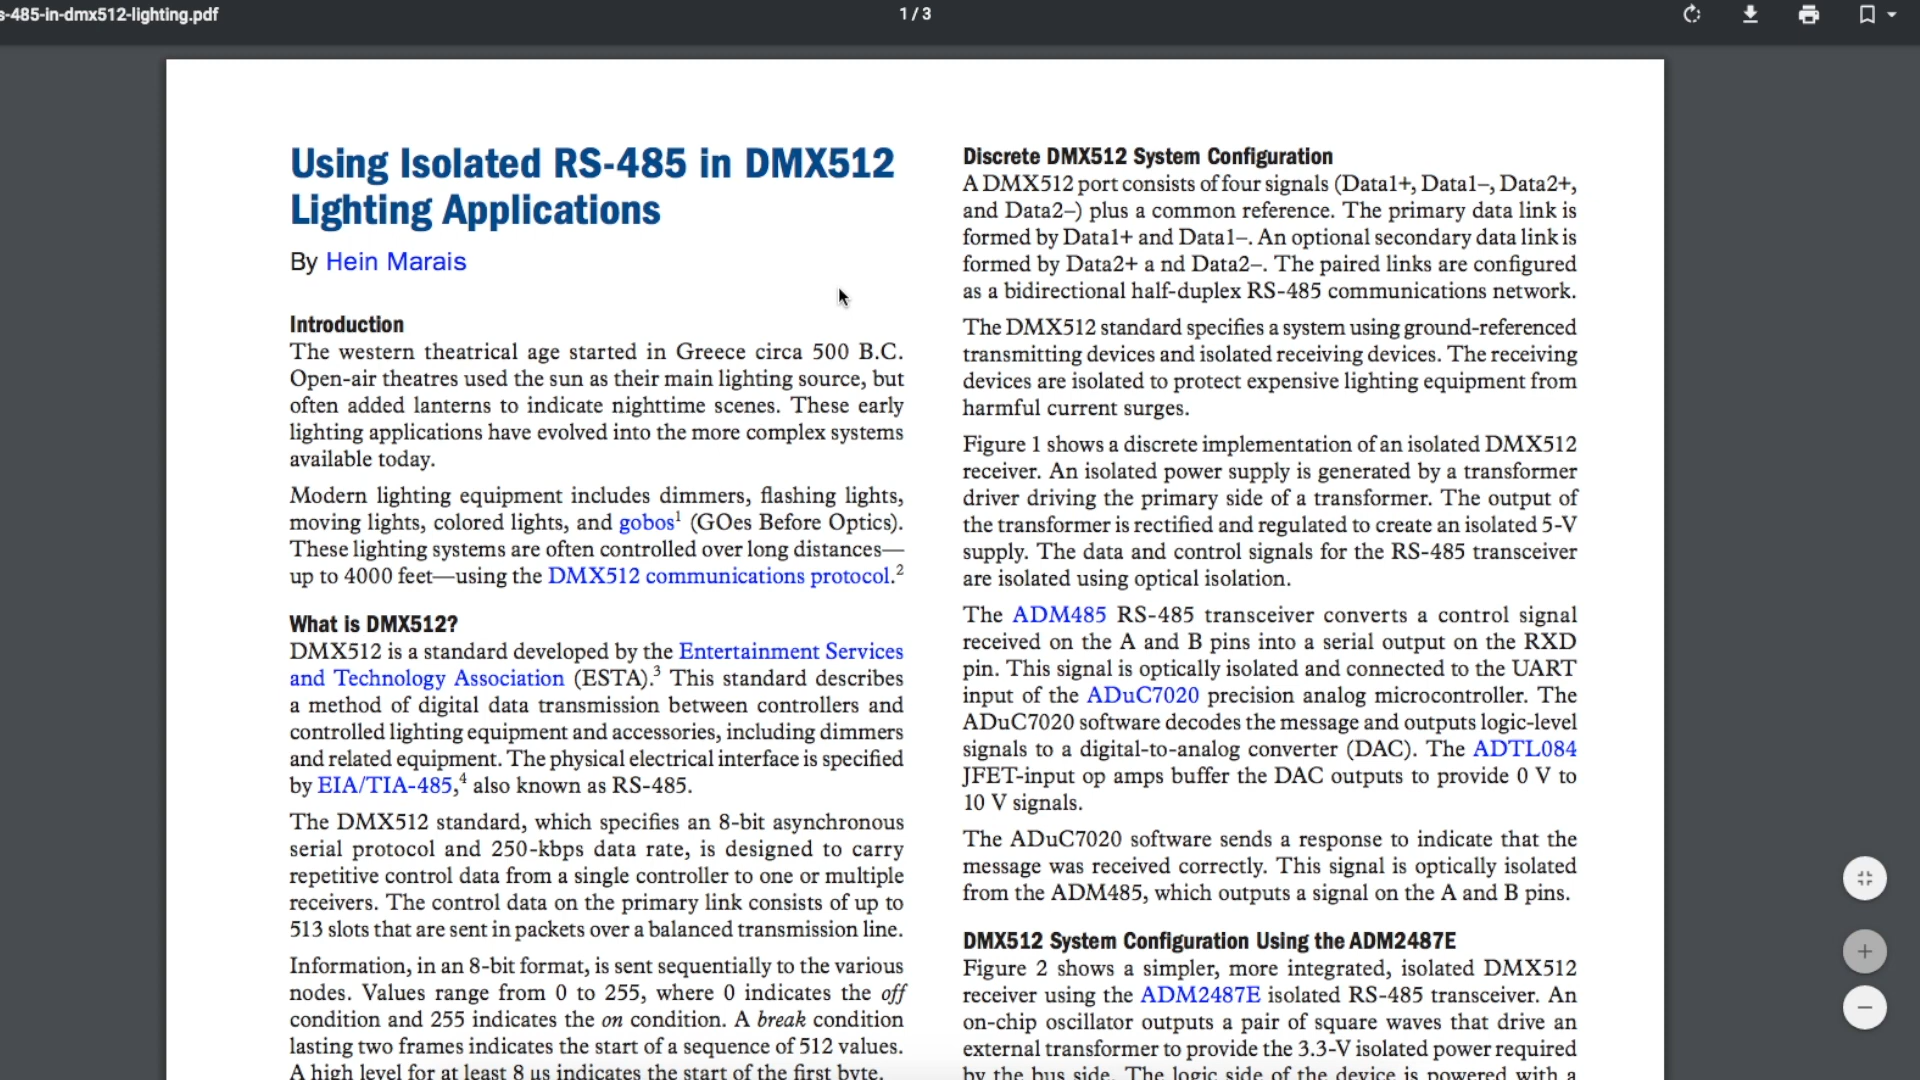 s-485-in-dmx512-lighting.pdf
1 / 3
Using Isolated RS-485 in DMX512
Lighting Applications
By Hein Marais
Introduction
The western theatrical age started in Greece circa 500 B.C.
Open-air theatres used the sun as their main lighting source, but
often added lanterns to indicate nighttime scenes. These early
lighting applications have evolved into the more complex systems
available today.
Modern lighting equipment includes dimmers, flashing lights,
moving lights, colored lights, and gobos¹ (GOes Before Optics).
These lighting systems are often controlled over long distances—
up to 4000 feet—using the DMX512 communications protocol.²
What is DMX512?
DMX512 is a standard developed by the Entertainment Services
and Technology Association (ESTA).³ This standard describes
a method of digital data transmission between controllers and
controlled lighting equipment and accessories, including dimmers
and related equipment. The physical electrical interface is specified
by EIA/TIA-485,⁴ also known as RS-485.
The DMX512 standard, which specifies an 8-bit asynchronous
serial protocol and 250-kbps data rate, is designed to carry
repetitive control data from a single controller to one or multiple
receivers. The control data on the primary link consists of up to
513 slots that are sent in packets over a balanced transmission line.
Information, in an 8-bit format, is sent sequentially to the various
nodes. Values range from 0 to 255, where 0 indicates the off
condition and 255 indicates the on condition. A break condition
lasting two frames indicates the start of a sequence of 512 values.
A high level for at least 8 μs indicates the start of the first byte.
Discrete DMX512 System Configuration
A DMX512 port consists of four signals (Data1+, Data1–, Data2+,
and Data2–) plus a common reference. The primary data link is
formed by Data1+ and Data1–. An optional secondary data link is
formed by Data2+ a nd Data2–. The paired links are configured
as a bidirectional half-duplex RS-485 communications network.
The DMX512 standard specifies a system using ground-referenced
transmitting devices and isolated receiving devices. The receiving
devices are isolated to protect expensive lighting equipment from
harmful current surges.
Figure 1 shows a discrete implementation of an isolated DMX512
receiver. An isolated power supply is generated by a transformer
driver driving the primary side of a transformer. The output of
the transformer is rectified and regulated to create an isolated 5-V
supply. The data and control signals for the RS-485 transceiver
are isolated using optical isolation.
The ADM485 RS-485 transceiver converts a control signal
received on the A and B pins into a serial output on the RXD
pin. This signal is optically isolated and connected to the UART
input of the ADuC7020 precision analog microcontroller. The
ADuC7020 software decodes the message and outputs logic-level
signals to a digital-to-analog converter (DAC). The ADTL084
JFET-input op amps buffer the DAC outputs to provide 0 V to
10 V signals.
The ADuC7020 software sends a response to indicate that the
message was received correctly. This signal is optically isolated
from the ADM485, which outputs a signal on the A and B pins.
DMX512 System Configuration Using the ADM2487E
Figure 2 shows a simpler, more integrated, isolated DMX512
receiver using the ADM2487E isolated RS-485 transceiver. An
on-chip oscillator outputs a pair of square waves that drive an
external transformer to provide the 3.3-V isolated power required
by the bus side. The logic side of the device is powered with a